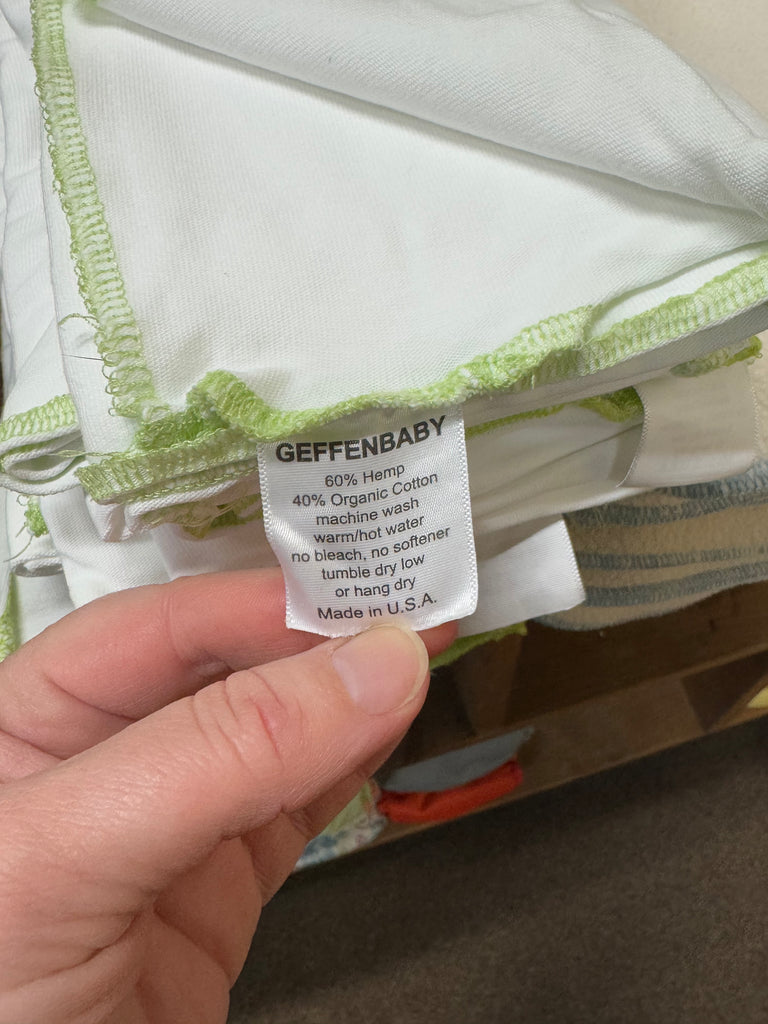 GEFFENBABY
60% Hemp
40% Organic Cotton
machine wash
warm/hot water
no bleach, no softener
tumble dry low
or hang dry
Made in U.S.A.